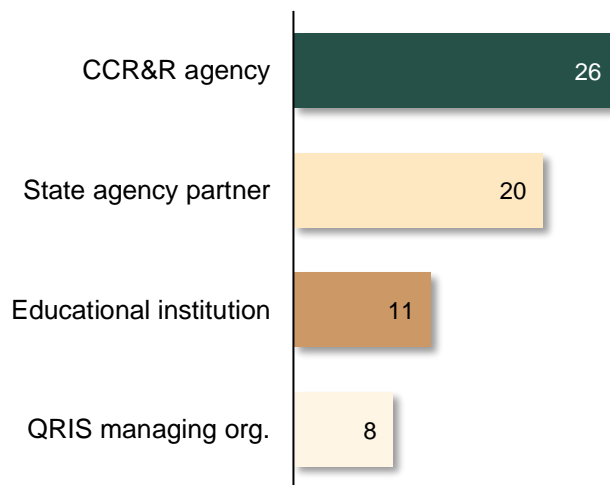 CCR&R agency 26
State agency partner 20
Educational institution 11
QRIS managing org. 8